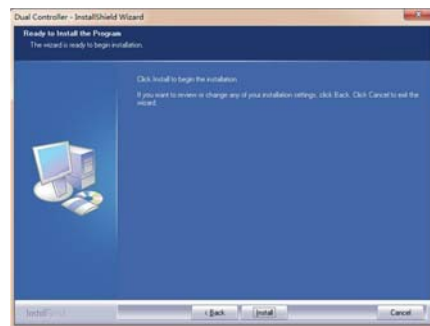 Dual Controller - InstallShield Wizard
Ready to Install the Program
The wizard is ready to begin installation.
Click Install to begin the installation.
If you want to review or change any of your installation settings, click Back. Click Cancel to exit the
wizard.
InstallShield
< Back
Install
Cancel